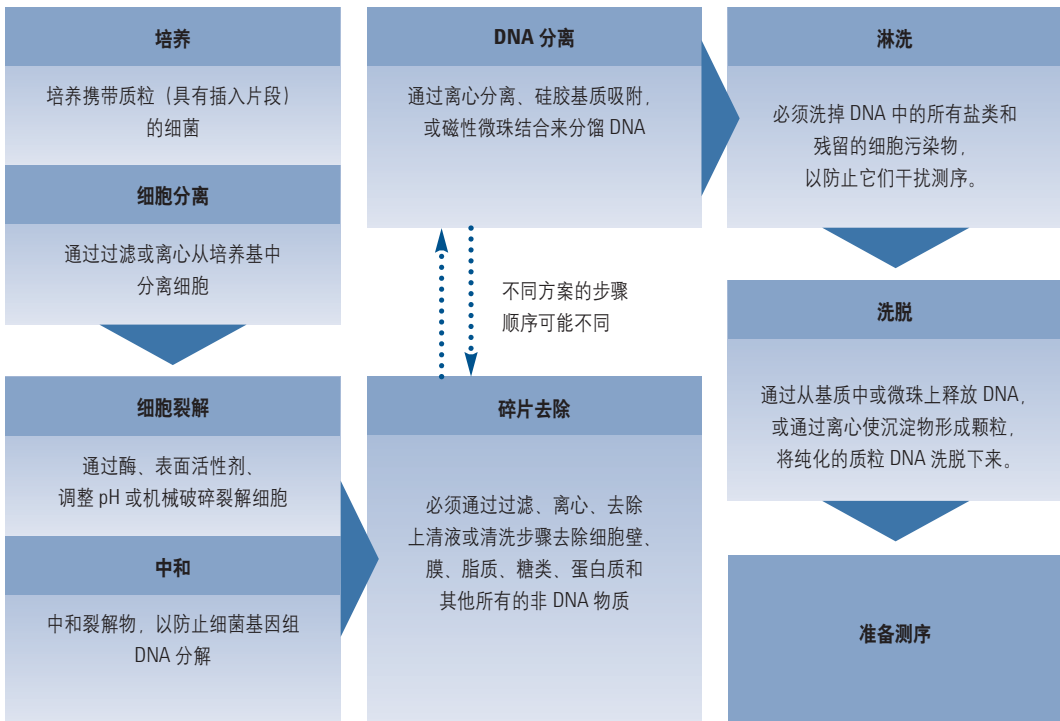 培养
培养携带质粒（具有插入片段）
的细菌
细胞分离
通过过滤或离心从培养基中
分离细胞
细胞裂解
通过酶、表面活性剂、
调整 pH 或机械破碎裂解细胞
中和
中和裂解物，以防止细菌基因组
DNA 分解
DNA 分离
通过离心分离、硅胶基质吸附，
或磁性微珠结合来分馏 DNA
不同方案的步骤
顺序可能不同
碎片去除
必须通过过滤、离心、去除
上清液或清洗步骤去除细胞壁、
膜、脂质、糖类、蛋白质和
其他所有的非 DNA 物质
淋洗
必须洗掉 DNA 中的所有盐类和
残留的细胞污染物，
以防止它们干扰测序。
洗脱
通过从基质中或微珠上释放 DNA，
或通过离心使沉淀物形成颗粒，
将纯化的质粒 DNA 洗脱下来。
准备测序